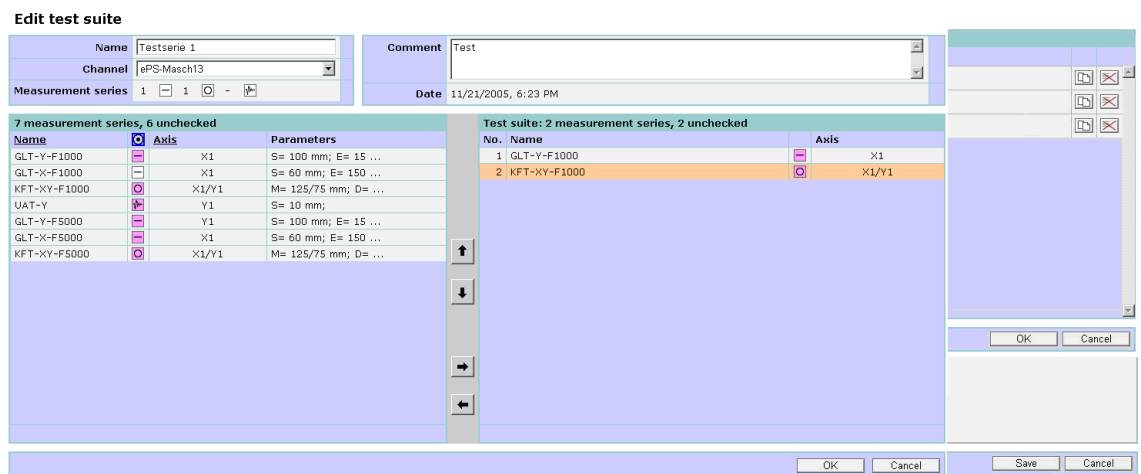 Edit test suite
Name Testserie 1
Channel ePS-Masch13
Measurement series 1 1 -
Comment Test
Date 11/21/2005, 6:23 PM
7 measurement series, 6 unchecked
Name Axis Parameters
GLT-Y-F1000 X1 S= 100 mm; E= 15 ...
GLT-X-F1000 X1 S= 60 mm; E= 150 ...
KFT-XY-F1000 X1/Y1 M= 125/75 mm; D= ...
UAT-Y Y1 S= 10 mm;
GLT-Y-F5000 Y1 S= 100 mm; E= 15 ...
GLT-X-F5000 X1 S= 60 mm; E= 150 ...
KFT-XY-F5000 X1/Y1 M= 125/75 mm; D= ...
Test suite: 2 measurement series, 2 unchecked
No. Name Axis
1 GLT-Y-F1000 X1
2 KFT-XY-F1000 X1/Y1
OK Cancel
OK Cancel
Save Cancel